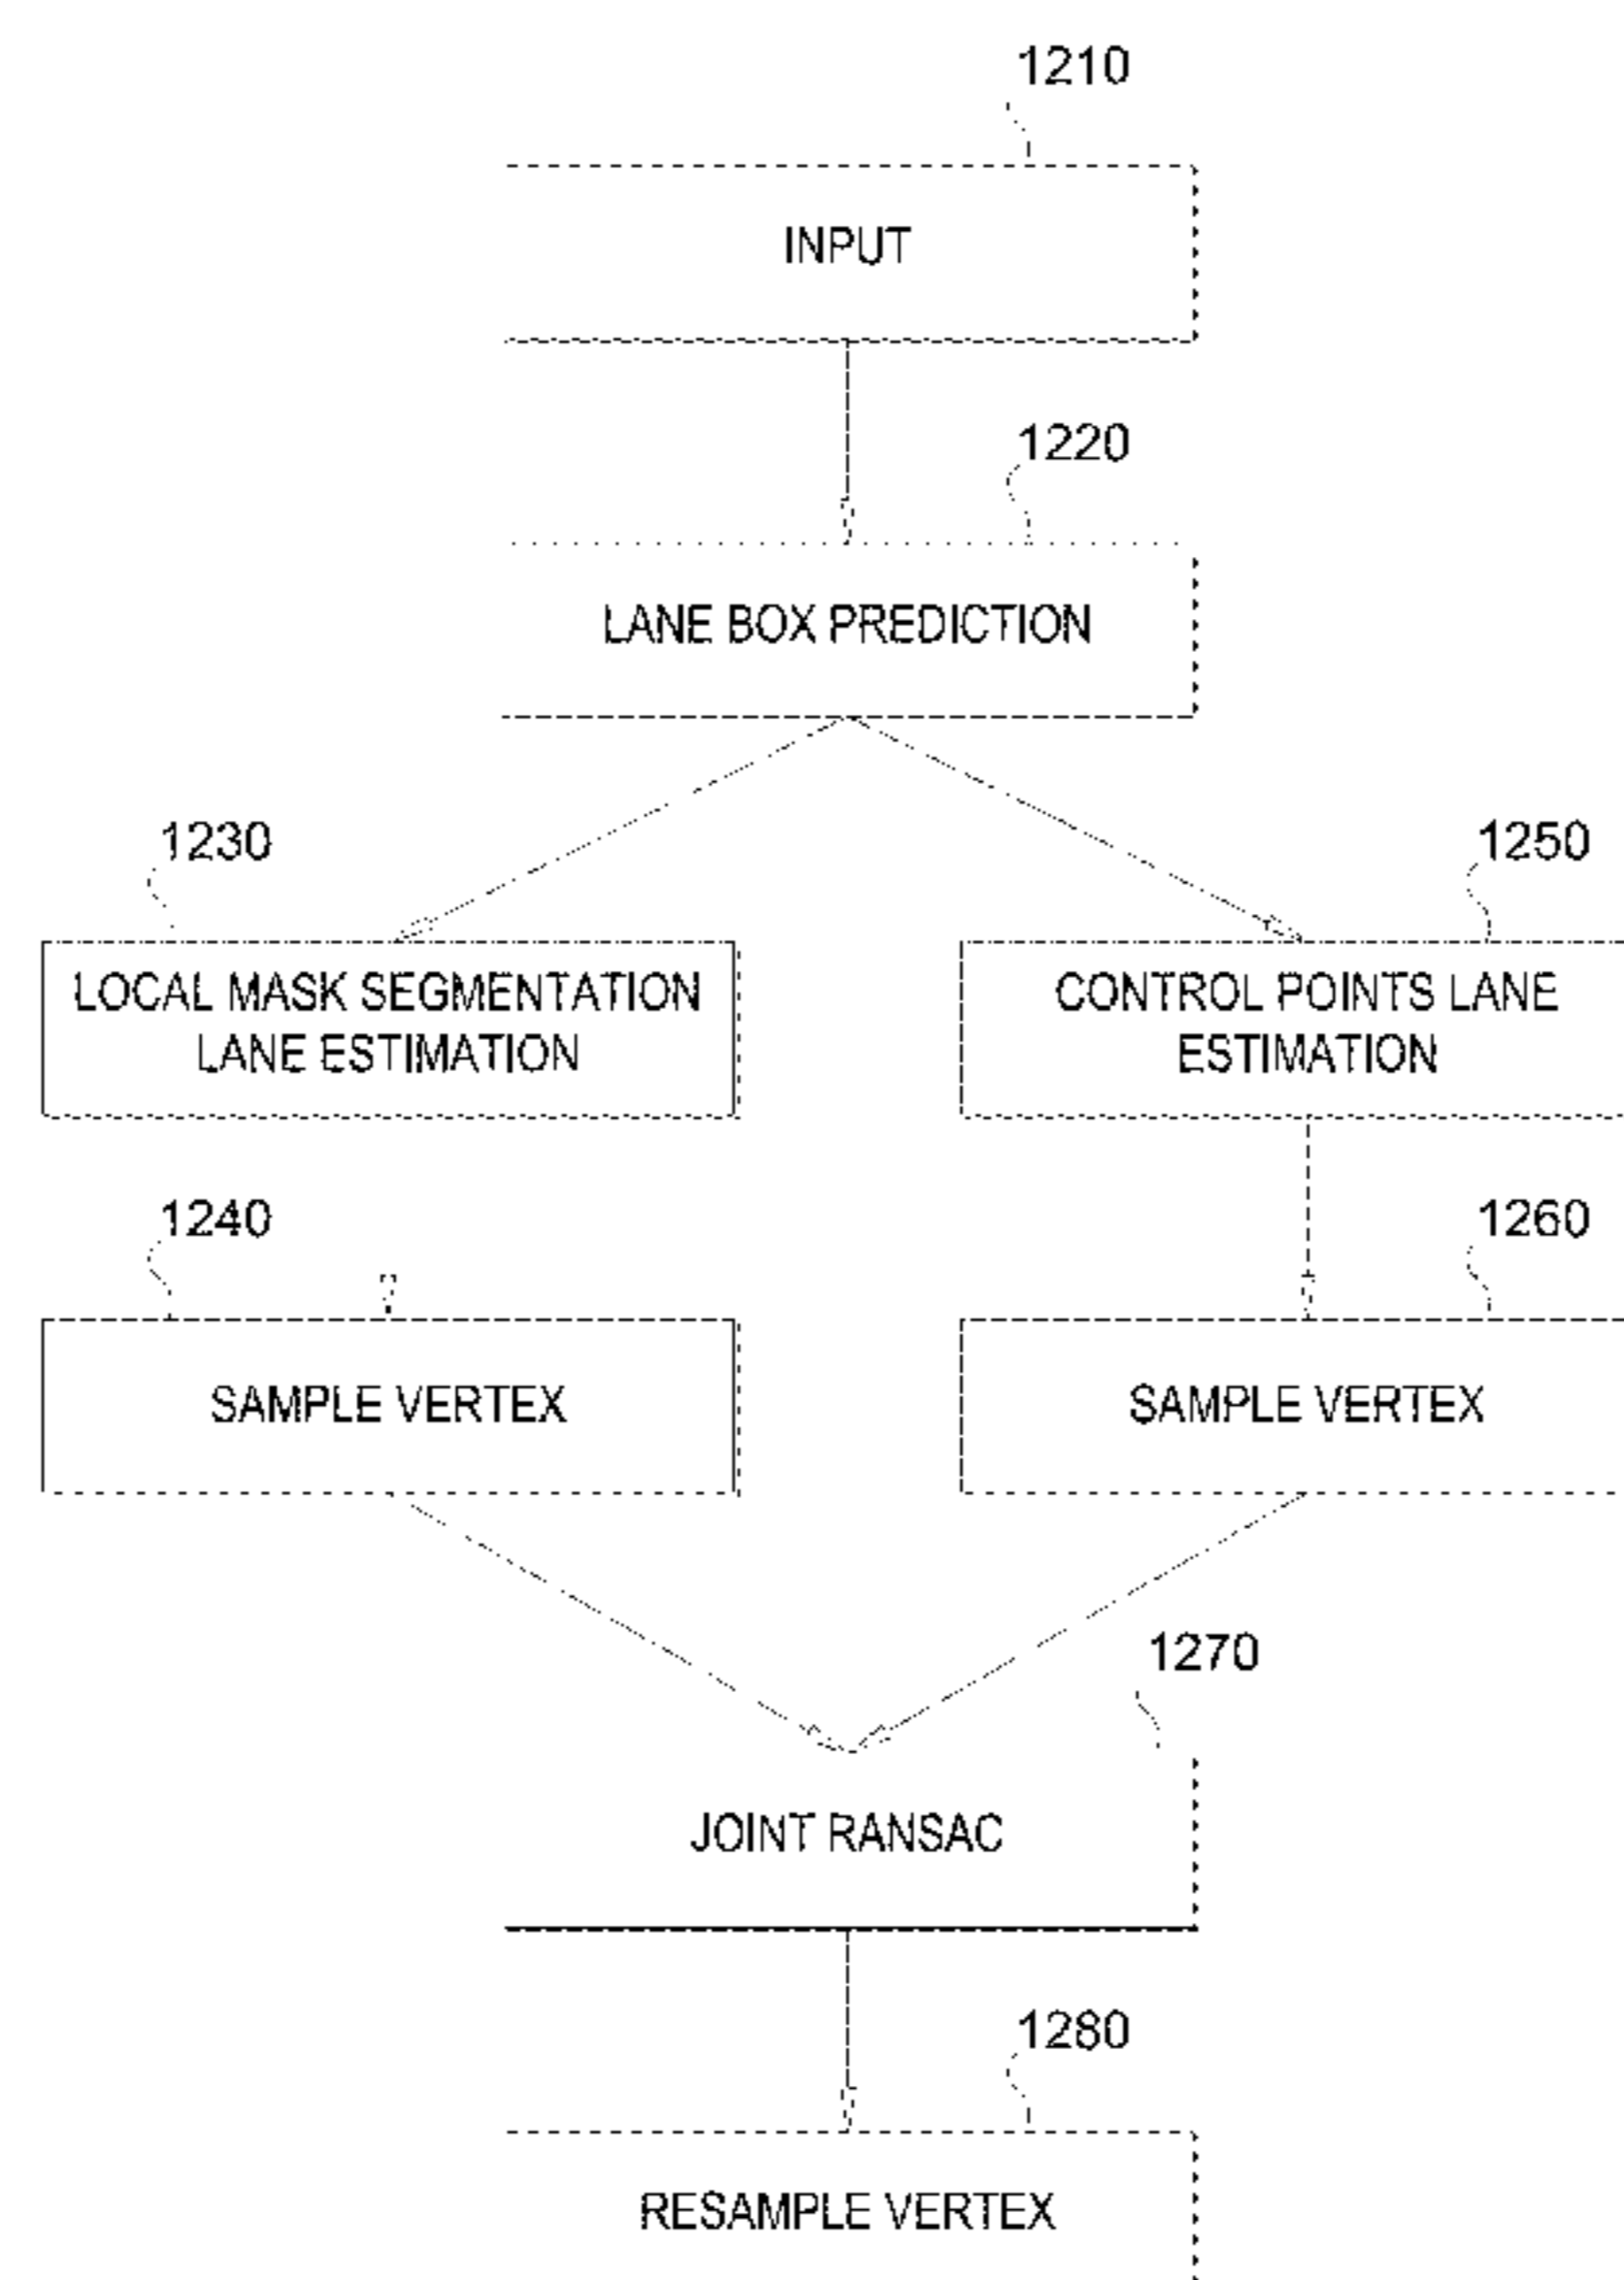 1210
INPUT
1220
LANE BOX PREDICTION
1230
1250
LOCAL MASK SEGMENTATION
LANE ESTIMATION
CONTROL POINTS LANE
ESTIMATION
1240
1260
SAMPLE VERTEX
SAMPLE VERTEX
1270
JOINT RANSAC
1280
RESAMPLE VERTEX